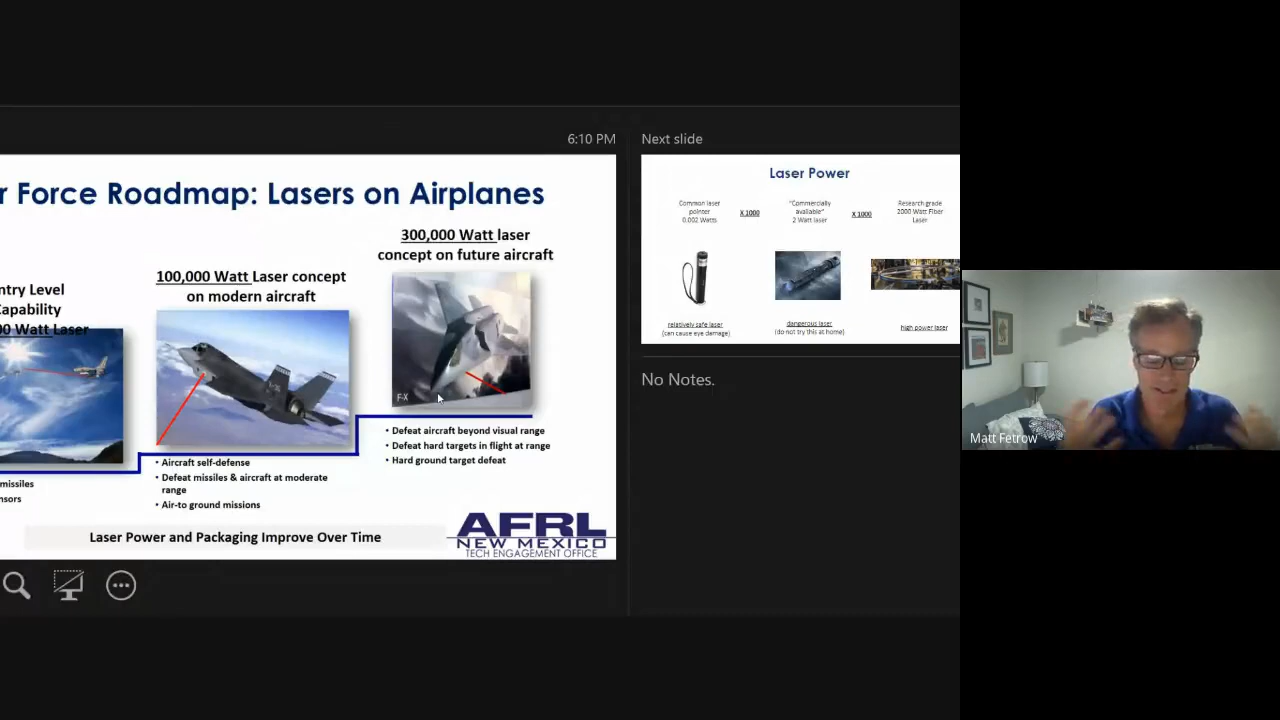 6:10 PM
Next slide
r Force Roadmap: Lasers on Airplanes
300,000 Watt laser
concept on future aircraft
100,000 Watt Laser concept
on modern aircraft
ntry Level
Capability
00 Watt Laser
F-X
• Defeat aircraft beyond visual range
• Defeat hard targets in flight at range
• Hard ground target defeat
• Aircraft self-defense
• Defeat missiles & aircraft at moderate
range
• Air-to ground missions
missiles
nsors
Laser Power and Packaging Improve Over Time
AFRL
NEW MEXICO
TECH ENGAGEMENT OFFICE
Laser Power
Common laser
pointer
0.002 Watts
X 1000
"Commercially
available"
2 Watt laser
X 1000
Research grade
2000 Watt Fiber
Laser
relatively safe laser
(can cause eye damage)
dangerous laser
(do not try this at home)
high power laser
No Notes.
Matt Fetrow